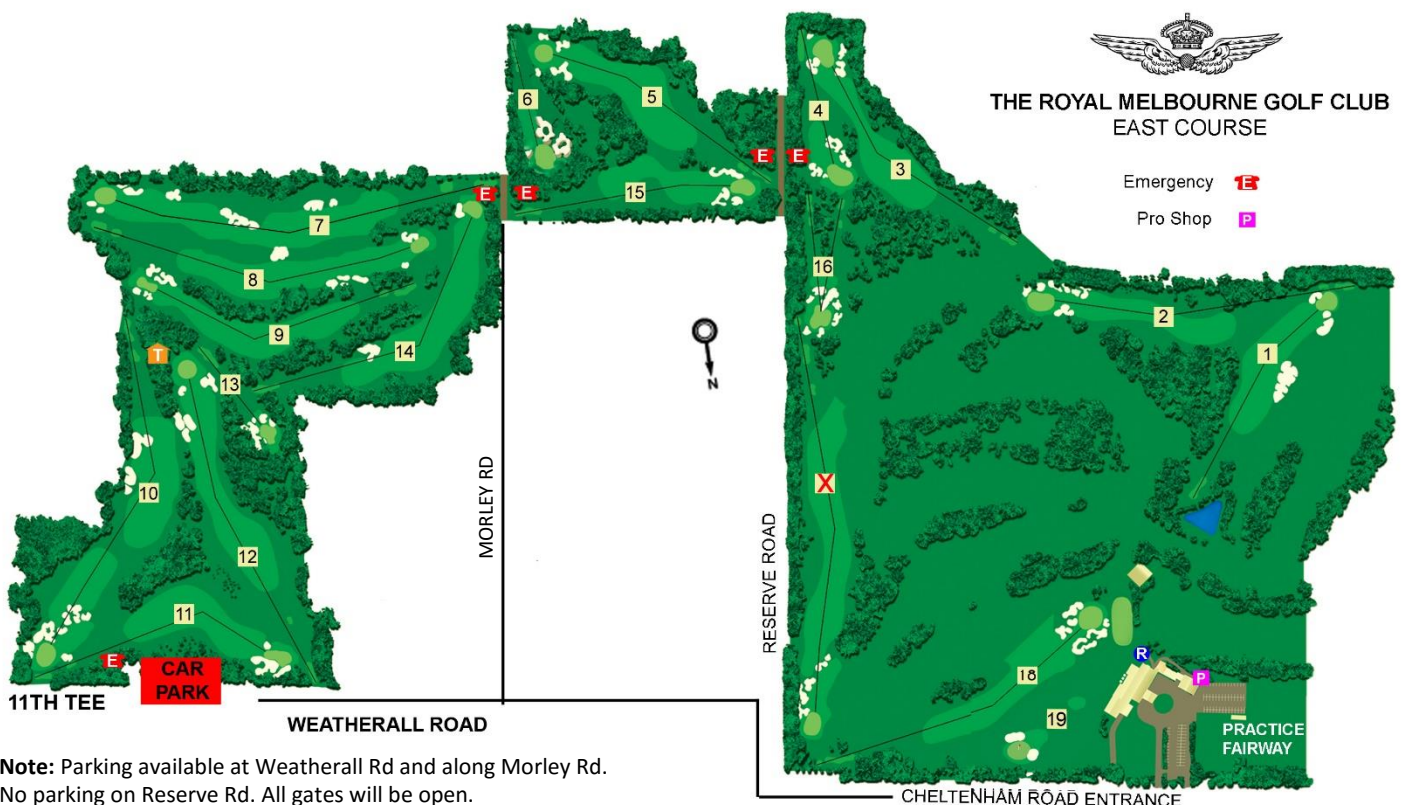 THE ROYAL MELBOURNE GOLF CLUB
EAST COURSE
Emergency E
Pro Shop P
6
5
4
3
E
E
E
E
15
7
16
8
2
9
14
1
13
T
N
10
X
12
MORLEY RD
RESERVE ROAD
11
18
R
P
E
CAR
PARK
19
11TH TEE
WEATHERALL ROAD
PRACTICE
FAIRWAY
Note: Parking available at Weatherall Rd and along Morley Rd.
No parking on Reserve Rd. All gates will be open.
CHELTENHAM ROAD ENTRANCE